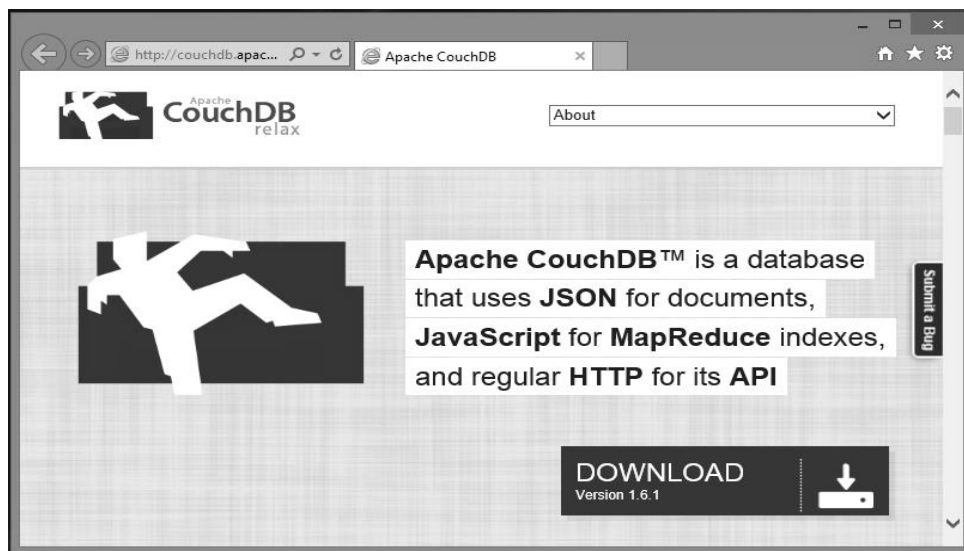 http://couchdb.apac...
Apache CouchDB
Apache
CouchDB
relax
About
Apache CouchDB™ is a database
that uses JSON for documents,
JavaScript for MapReduce indexes,
and regular HTTP for its API
Submit a Bug
DOWNLOAD
Version 1.6.1